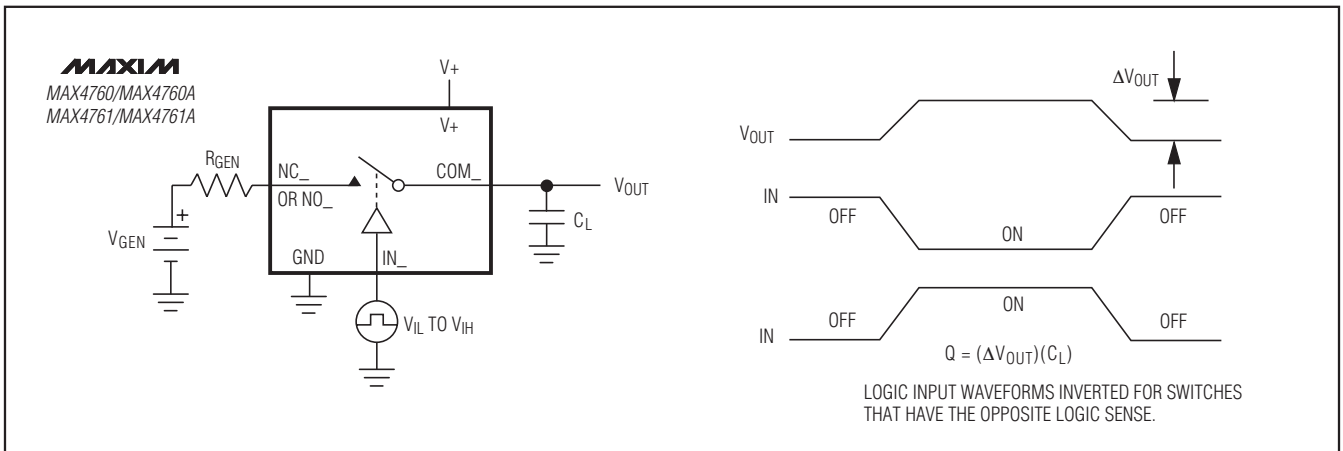 MAXIM
MAX4760/MAX4760A
MAX4761/MAX4761A
V+
V+
RGEN
NC_
OR NO_
COM_
VOUT
CL
VGEN
+
GND
IN_
VIL TO VIH
ΔVOUT
VOUT
IN
OFF
ON
OFF
IN
OFF
ON
OFF
Q = (ΔVOUT)(CL)
LOGIC INPUT WAVEFORMS INVERTED FOR SWITCHES
THAT HAVE THE OPPOSITE LOGIC SENSE.